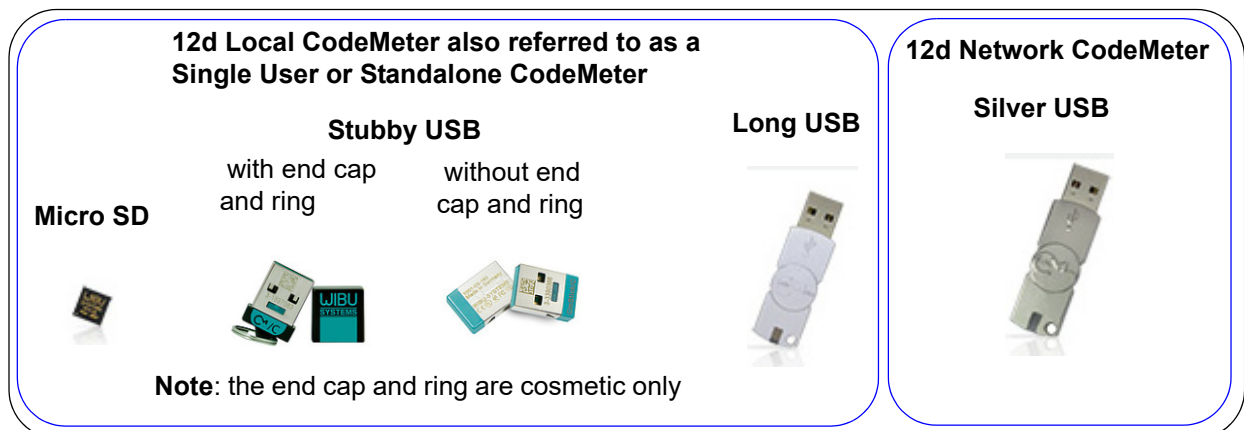 12d Local CodeMeter also referred to as a
Single User or Standalone CodeMeter
12d Network CodeMeter
Silver USB
Long USB
Stubby USB
with end cap
and ring
without end
cap and ring
Micro SD
WIBU
SYSTEMS
Note: the end cap and ring are cosmetic only